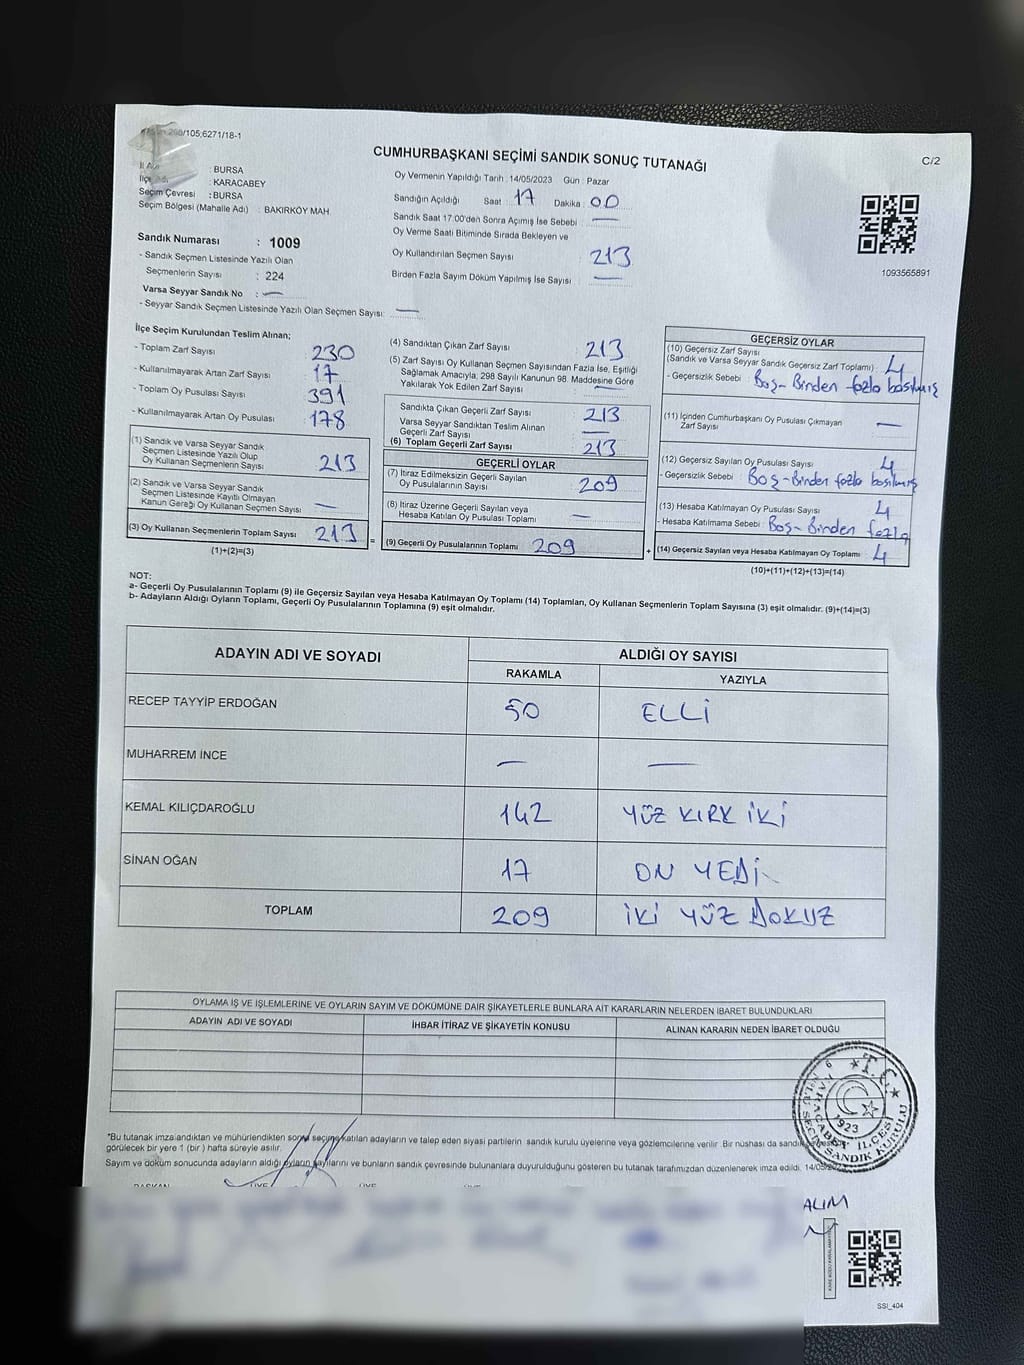 298/105,6271/18-1
CUMHURBAŞKANI SEÇİMİ SANDIK SONUÇ TUTANAĞI
C/2
: BURSA
: KARACABEY
Seçim Çevresi : BURSA
Seçim Bölgesi (Mahalle Adı) : BAKIRKÖY MAH.
Sandık Numarası : 1009
- Sandık Seçmen Listesinde Yazılı Olan
Seçmenlerin Sayısı : 224
Varsa Seyyar Sandık No : —
- Seyyar Sandık Seçmen Listesinde Yazılı Olan Seçmen Sayısı: —
Oy Vermenin Yapıldığı Tarih : 14/05/2023 Gün : Pazar
Sandığın Açıldığı Saat : 17 Dakika : 00
Sandık Saat 17:00'den Sonra Açımış İse Sebebi : —
Oy Verme Saati Bitiminde Sırada Bekleyen ve
Oy Kullandırılan Seçmen Sayısı : 213
Birden Fazla Sayım Döküm Yapılmış İse Sayısı : —
1093565891
İlçe Seçim Kurulundan Teslim Alınan;
- Toplam Zarf Sayısı : 230
- Kullanılmayarak Artan Zarf Sayısı : 17
- Toplam Oy Pusulası Sayısı : 391
- Kullanılmayarak Artan Oy Pusulası : 178
(1) Sandık ve Varsa Seyyar Sandık
Seçmen Listesinde Yazılı Olup
Oy Kullanan Seçmenlerin Sayısı 213
(2) Sandık ve Varsa Seyyar Sandık
Seçmen Listesinde Kayıtlı Olmayan
Kanun Gereği Oy Kullanan Seçmen Sayısı —
(3) Oy Kullanan Seçmenlerin Toplam Sayısı 213 =
(1)+(2)=(3)
(4) Sandıktan Çıkan Zarf Sayısı : 213
(5) Zarf Sayısı Oy Kullanan Seçmen Sayısından Fazla İse, Eşitliği
Sağlamak Amacıyla, 298 Sayılı Kanunun 98. Maddesine Göre
Yakılarak Yok Edilen Zarf Sayısı : —
Sandıkta Çıkan Geçerli Zarf Sayısı : 213
Varsa Seyyar Sandıktan Teslim Alınan
Geçerli Zarf Sayısı : —
(6) Toplam Geçerli Zarf Sayısı : 213
GEÇERLİ OYLAR
(7) İtiraz Edilmeksizin Geçerli Sayılan
Oy Pusulalarının Sayısı : 209
(8) İtiraz Üzerine Geçerli Sayılan veya
Hesaba Katılan Oy Pusulası Toplamı : —
(9) Geçerli Oy Pusulalarının Toplamı 209 +
GEÇERSİZ OYLAR
(10) Geçersiz Zarf Sayısı
(Sandık ve Varsa Seyyar Sandık Geçersiz Zarf Toplamı) : 4
- Geçersizlik Sebebi : Boş-Binden fazla basılmış
(11) İçinden Cumhurbaşkanı Oy Pusulası Çıkmayan
Zarf Sayısı —
(12) Geçersiz Sayılan Oy Pusulası Sayısı : 4
- Geçersizlik Sebebi : Boş-Binden fazla basılmış
(13) Hesaba Katılmayan Oy Pusulası Sayısı : 4
- Hesaba Katılmama Sebebi : Boş-Binden fazla
(14) Geçersiz Sayılan veya Hesaba Katılmayan Oy Toplamı : 4
(10)+(11)+(12)+(13)=(14)
NOT:
a- Geçerli Oy Pusulalarının Toplamı (9) ile Geçersiz Sayılan veya Hesaba Katılmayan Oy Toplamı (14) Toplamları, Oy Kullanan Seçmenlerin Toplam Sayısına (3) eşit olmalıdır. (9)+(14)=(3)
b- Adayların Aldığı Oyların Toplamı, Geçerli Oy Pusulalarının Toplamına (9) eşit olmalıdır.
ADAYIN ADI VE SOYADI ALDIĞI OY SAYISI
RAKAMLA YAZIYLA
RECEP TAYYİP ERDOĞAN 50 ELLİ
MUHARREM İNCE — —
KEMAL KILIÇDAROĞLU 142 YÜZ KIRK İKİ
SİNAN OĞAN 17 ON YEDİ
TOPLAM 209 İKİ YÜZ DOKUZ
OYLAMA İŞ VE İŞLEMLERİNE VE OYLARIN SAYIM VE DÖKÜMÜNE DAİR ŞİKAYETLERLE BUNLARA AİT KARARLARIN NELERDEN İBARET BULUNDUKLARI
ADAYIN ADI VE SOYADI İHBAR İTİRAZ VE ŞİKAYETİN KONUSU ALINAN KARARIN NEDEN İBARET OLDUĞU
T.C.
KARACABEY İLÇESİ
SANDIK KURULU
1923
*Bu tutanak imzalandıktan ve mühürlendikten sonra seçime katılan adayların ve talep eden siyasi partilerin sandık kurulu üyelerine veya gözlemcilerine verilir. Bir nüshası da sandık
görülecek bir yere 1 (bir) hafta süreyle asılır.
Sayım ve döküm sonucunda adayların aldığı oyların sayılarını ve bunların sandık çevresinde bulunanlara duyurulduğunu gösteren bu tutanak tarafımızdan düzenlenerek imza edildi. 14/05/2023
BAŞKAN ÜYE ÜYE
ALIM
SSI_404